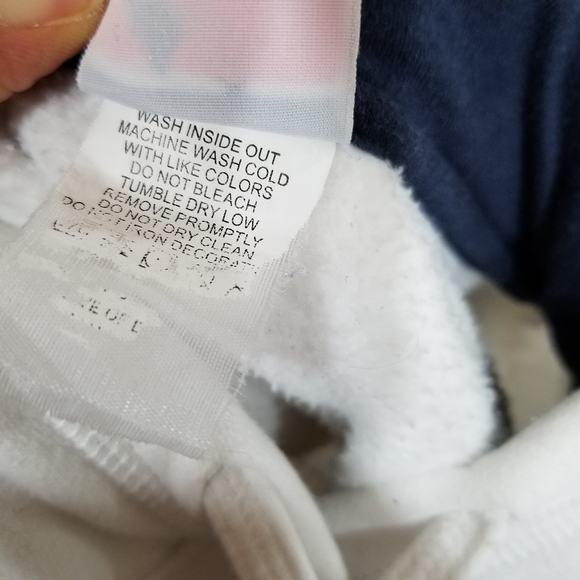 WASH INSIDE OUT
MACHINE WASH COLD
WITH LIKE COLORS
DO NOT BLEACH
TUMBLE DRY LOW
REMOVE PROMPTLY
DO NOT DRY CLEAN
IRON